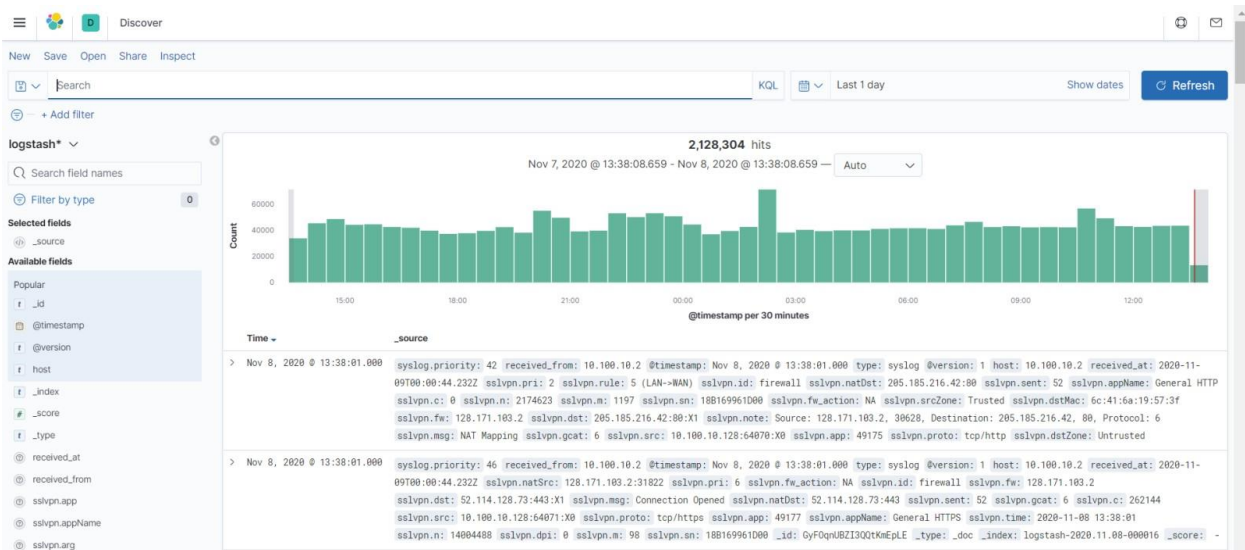 D Discover
New Save Open Share Inspect
Search KQL Last 1 day Show dates Refresh
+ Add filter
logstash*
Search field names
Filter by type 0
Selected fields
_source
Available fields
Popular
t _id
@timestamp
t @version
t host
t _index
# _score
t _type
received_at
received_from
sslvpn.app
sslvpn.appName
sslvpn.arg
2,128,304 hits
Nov 7, 2020 @ 13:38:08.659 - Nov 8, 2020 @ 13:38:08.659 — Auto
Count
60000
40000
20000
0
15:00 18:00 21:00 00:00 03:00 06:00 09:00 12:00
@timestamp per 30 minutes
Time _source
Nov 8, 2020 @ 13:38:01.000 syslog.priority: 42 received_from: 10.100.10.2 @timestamp: Nov 8, 2020 @ 13:38:01.000 type: syslog @version: 1 host: 10.100.10.2 received_at: 2020-11-
09T00:00:44.232Z sslvpn.pri: 2 sslvpn.rule: 5 (LAN->WAN) sslvpn.id: firewall sslvpn.natDst: 205.185.216.42:80 sslvpn.sent: 52 sslvpn.appName: General HTTP
sslvpn.c: 0 sslvpn.n: 2174623 sslvpn.m: 1197 sslvpn.sn: 18B169961D00 sslvpn.fw_action: NA sslvpn.srcZone: Trusted sslvpn.dstMac: 6c:41:6a:19:57:3f
sslvpn.fw: 128.171.103.2 sslvpn.dst: 205.185.216.42:80:X1 sslvpn.note: Source: 128.171.103.2, 30628, Destination: 205.185.216.42, 80, Protocol: 6
sslvpn.msg: NAT Mapping sslvpn.gcat: 6 sslvpn.src: 10.100.10.128:64070:X0 sslvpn.app: 49175 sslvpn.proto: tcp/http sslvpn.dstZone: Untrusted
Nov 8, 2020 @ 13:38:01.000 syslog.priority: 46 received_from: 10.100.10.2 @timestamp: Nov 8, 2020 @ 13:38:01.000 type: syslog @version: 1 host: 10.100.10.2 received_at: 2020-11-
09T00:00:44.232Z sslvpn.natSrc: 128.171.103.2:31822 sslvpn.pri: 6 sslvpn.fw_action: NA sslvpn.id: firewall sslvpn.fw: 128.171.103.2
sslvpn.dst: 52.114.128.73:443:X1 sslvpn.msg: Connection Opened sslvpn.natDst: 52.114.128.73:443 sslvpn.sent: 52 sslvpn.gcat: 6 sslvpn.c: 262144
sslvpn.src: 10.100.10.128:64071:X0 sslvpn.proto: tcp/https sslvpn.app: 49177 sslvpn.appName: General HTTPS sslvpn.time: 2020-11-08 13:38:01
sslvpn.n: 14004488 sslvpn.dpi: 0 sslvpn.m: 98 sslvpn.sn: 18B169961D00 _id: GyFOqnUBZI3QQtKmEpLE _type: _doc _index: logstash-2020.11.08-000016 _score: -